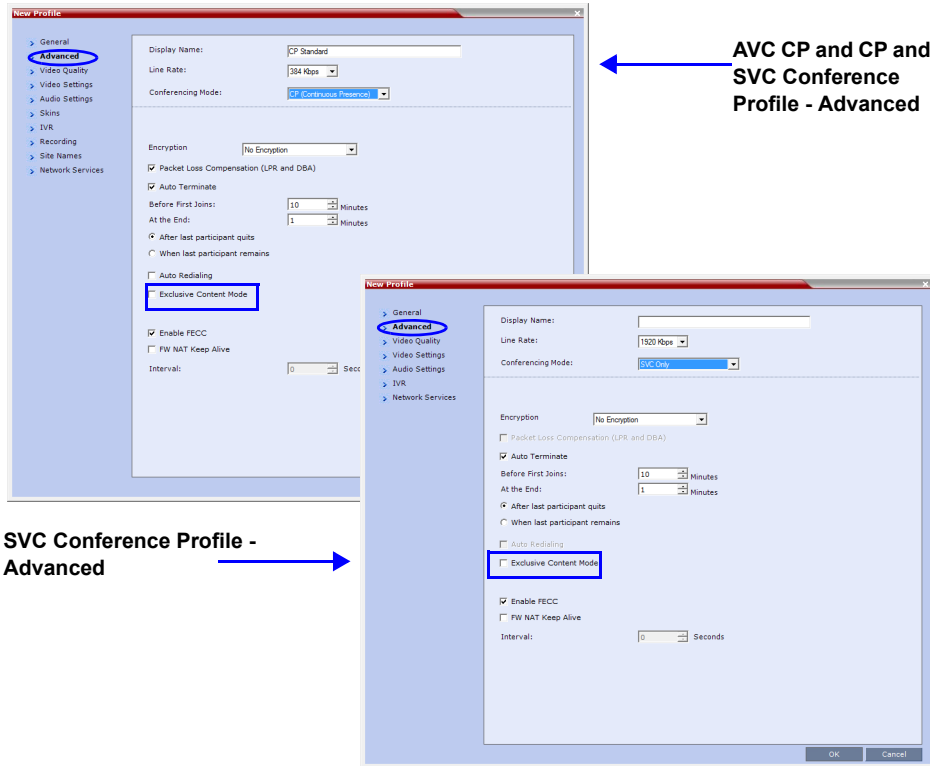 New Profile
General
Advanced
Video Quality
Video Settings
Audio Settings
Skins
IVR
Recording
Site Names
Network Services
Display Name: CP Standard
Line Rate: 384 Kbps
Conferencing Mode: CP (Continuous Presence)
Encryption No Encryption
Packet Loss Compensation (LPR and DBA)
Auto Terminate
Before First Joins: 10 Minutes
At the End: 1 Minutes
After last participant quits
When last participant remains
Auto Redialing
Exclusive Content Mode
Enable FECC
FW NAT Keep Alive
Interval: 0 Seco
AVC CP and CP and
SVC Conference
Profile - Advanced
SVC Conference Profile -
Advanced
New Profile
General
Advanced
Video Quality
Video Settings
Audio Settings
IVR
Network Services
Display Name:
Line Rate: 1920 Kbps
Conferencing Mode: SVC Only
Encryption No Encryption
Packet Loss Compensation (LPR and DBA)
Auto Terminate
Before First Joins: 10 Minutes
At the End: 1 Minutes
After last participant quits
When last participant remains
Auto Redialing
Exclusive Content Mode
Enable FECC
FW NAT Keep Alive
Interval: 0 Seconds
OK Cancel